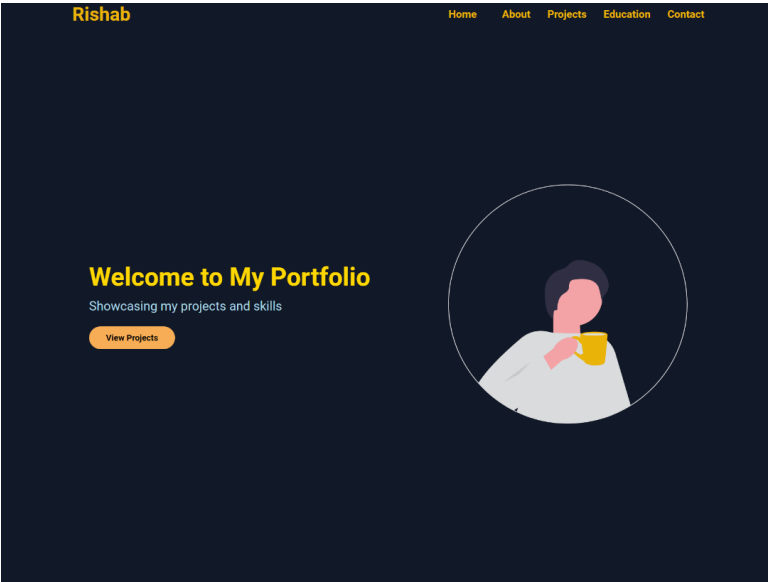 Rishab
Home About Projects Education Contact
Welcome to My Portfolio
Showcasing my projects and skills
View Projects